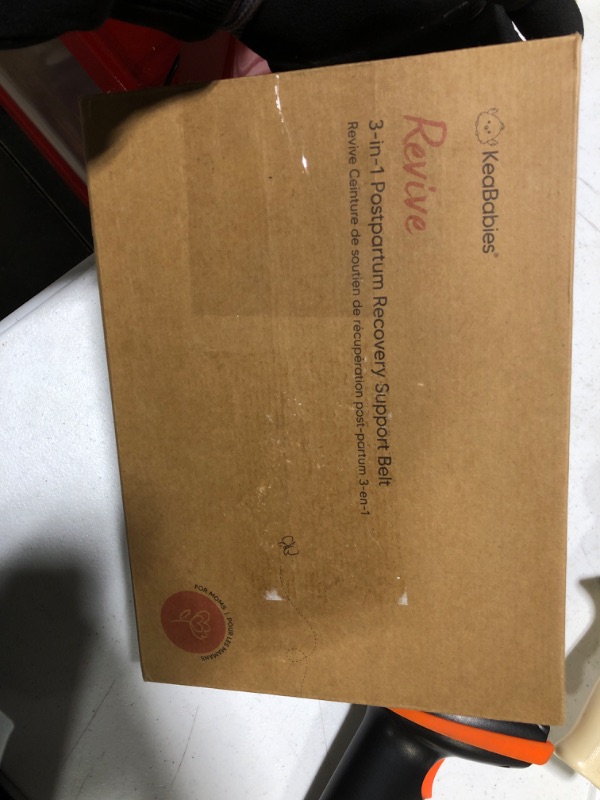 KeaBabies®
Revive
3-in-1 Postpartum Recovery Support Belt
Revive Ceinture de soutien de récupération post-partum 3-en-1
FOR MOMS | POUR LES MAMANS